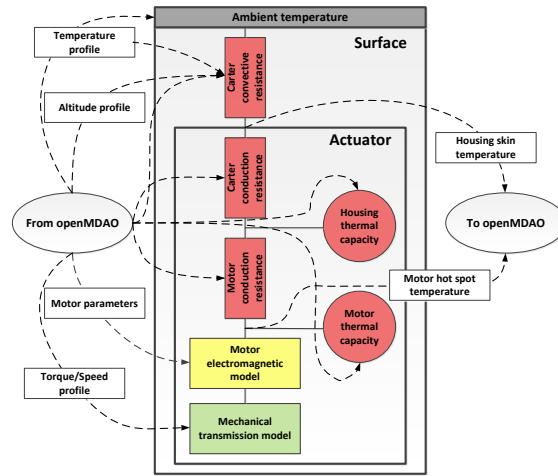 Ambient temperature
Temperature profile
Surface
Carter
convective
resistance
Altitude profile
Actuator
Housing skin
temperature
Carter
conduction
resistance
From openMDAO
Housing
thermal
capacity
To openMDAO
Motor
conduction
resistance
Motor hot spot
temperature
Motor parameters
Motor
thermal
capacity
Motor
electromagnetic
model
Torque/Speed
profile
Mechanical
transmission model